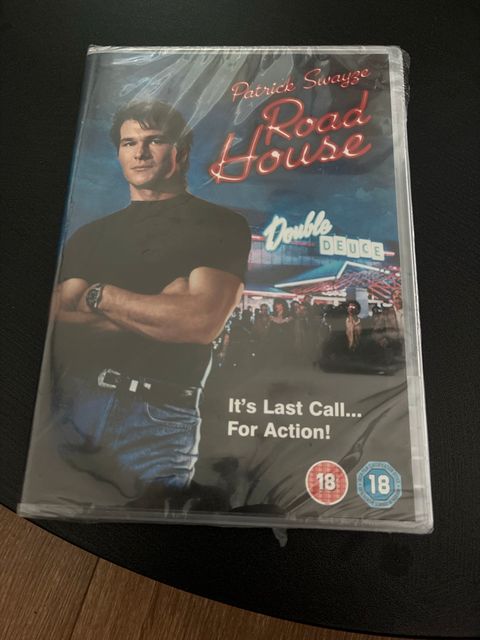 Patrick Swayze
Road
House
Double
DEUCE
It's Last Call...
For Action!
18
18